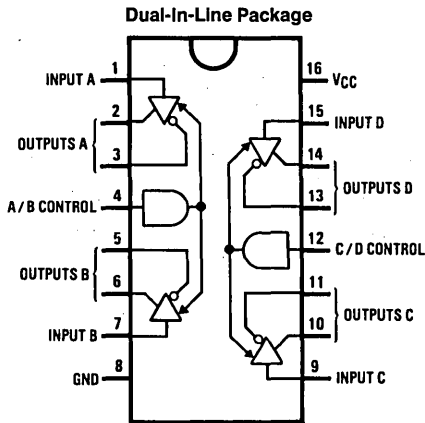 Dual-In-Line Package
INPUT A 1
2
OUTPUTS A
3
A/B CONTROL 4
5
OUTPUTS B
6
INPUT B 7
GND 8
16 VCC
15 INPUT D
14
OUTPUTS D
13
12 C/D CONTROL
11
OUTPUTS C
10
9 INPUT C